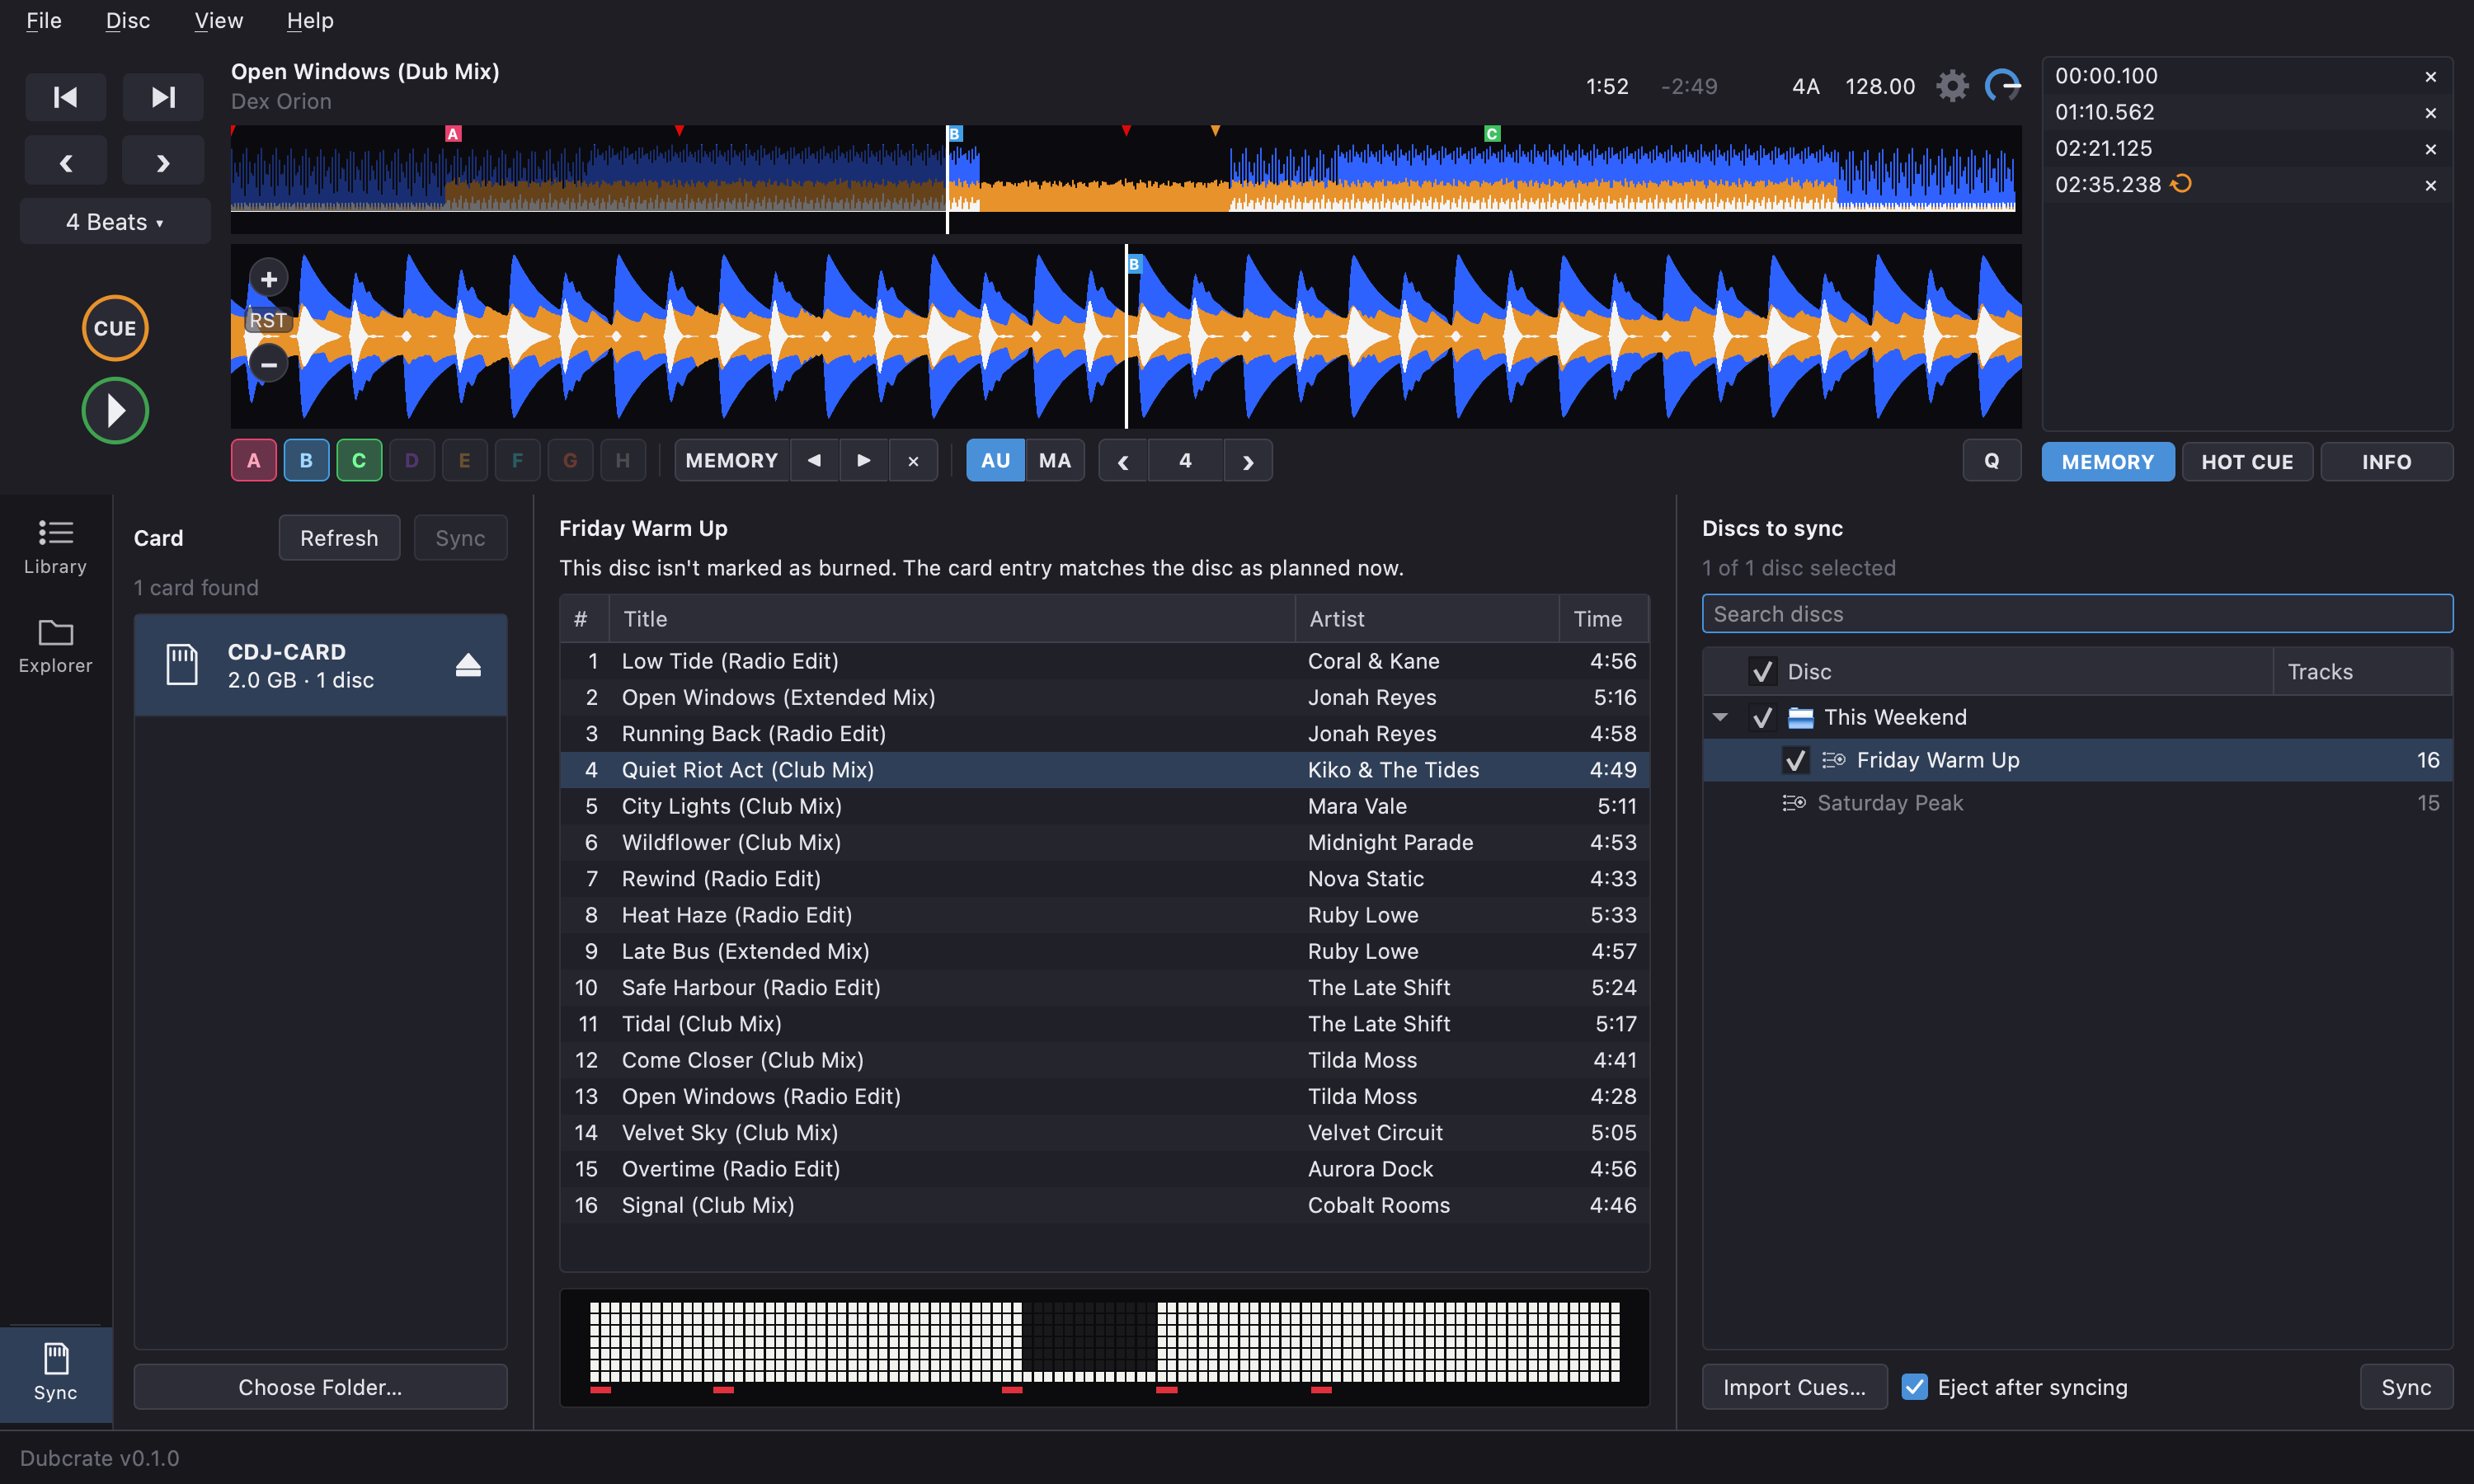 File Disc View Help
Open Windows (Dub Mix)
Dex Orion
1:52 -2:49 4A 128.00
4 Beats
CUE
A B C
B
RST
A B C D E F G H MEMORY AU MA 4 Q
00:00.100
01:10.562
02:21.125
02:35.238
MEMORY HOT CUE INFO
Library
Explorer
Sync
Card Refresh Sync
1 card found
CDJ-CARD
2.0 GB · 1 disc
Choose Folder...
Friday Warm Up
This disc isn't marked as burned. The card entry matches the disc as planned now.
# Title Artist Time
1 Low Tide (Radio Edit) Coral & Kane 4:56
2 Open Windows (Extended Mix) Jonah Reyes 5:16
3 Running Back (Radio Edit) Jonah Reyes 4:58
4 Quiet Riot Act (Club Mix) Kiko & The Tides 4:49
5 City Lights (Club Mix) Mara Vale 5:11
6 Wildflower (Club Mix) Midnight Parade 4:53
7 Rewind (Radio Edit) Nova Static 4:33
8 Heat Haze (Radio Edit) Ruby Lowe 5:33
9 Late Bus (Extended Mix) Ruby Lowe 4:57
10 Safe Harbour (Radio Edit) The Late Shift 5:24
11 Tidal (Club Mix) The Late Shift 5:17
12 Come Closer (Club Mix) Tilda Moss 4:41
13 Open Windows (Radio Edit) Tilda Moss 4:28
14 Velvet Sky (Club Mix) Velvet Circuit 5:05
15 Overtime (Radio Edit) Aurora Dock 4:56
16 Signal (Club Mix) Cobalt Rooms 4:46
Discs to sync
1 of 1 disc selected
Search discs
Disc Tracks
This Weekend
Friday Warm Up 16
Saturday Peak 15
Import Cues... Eject after syncing Sync
Dubcrate v0.1.0